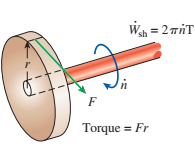 Ẇsh = 2πṅT
r
ṅ
F
Torque = Fr